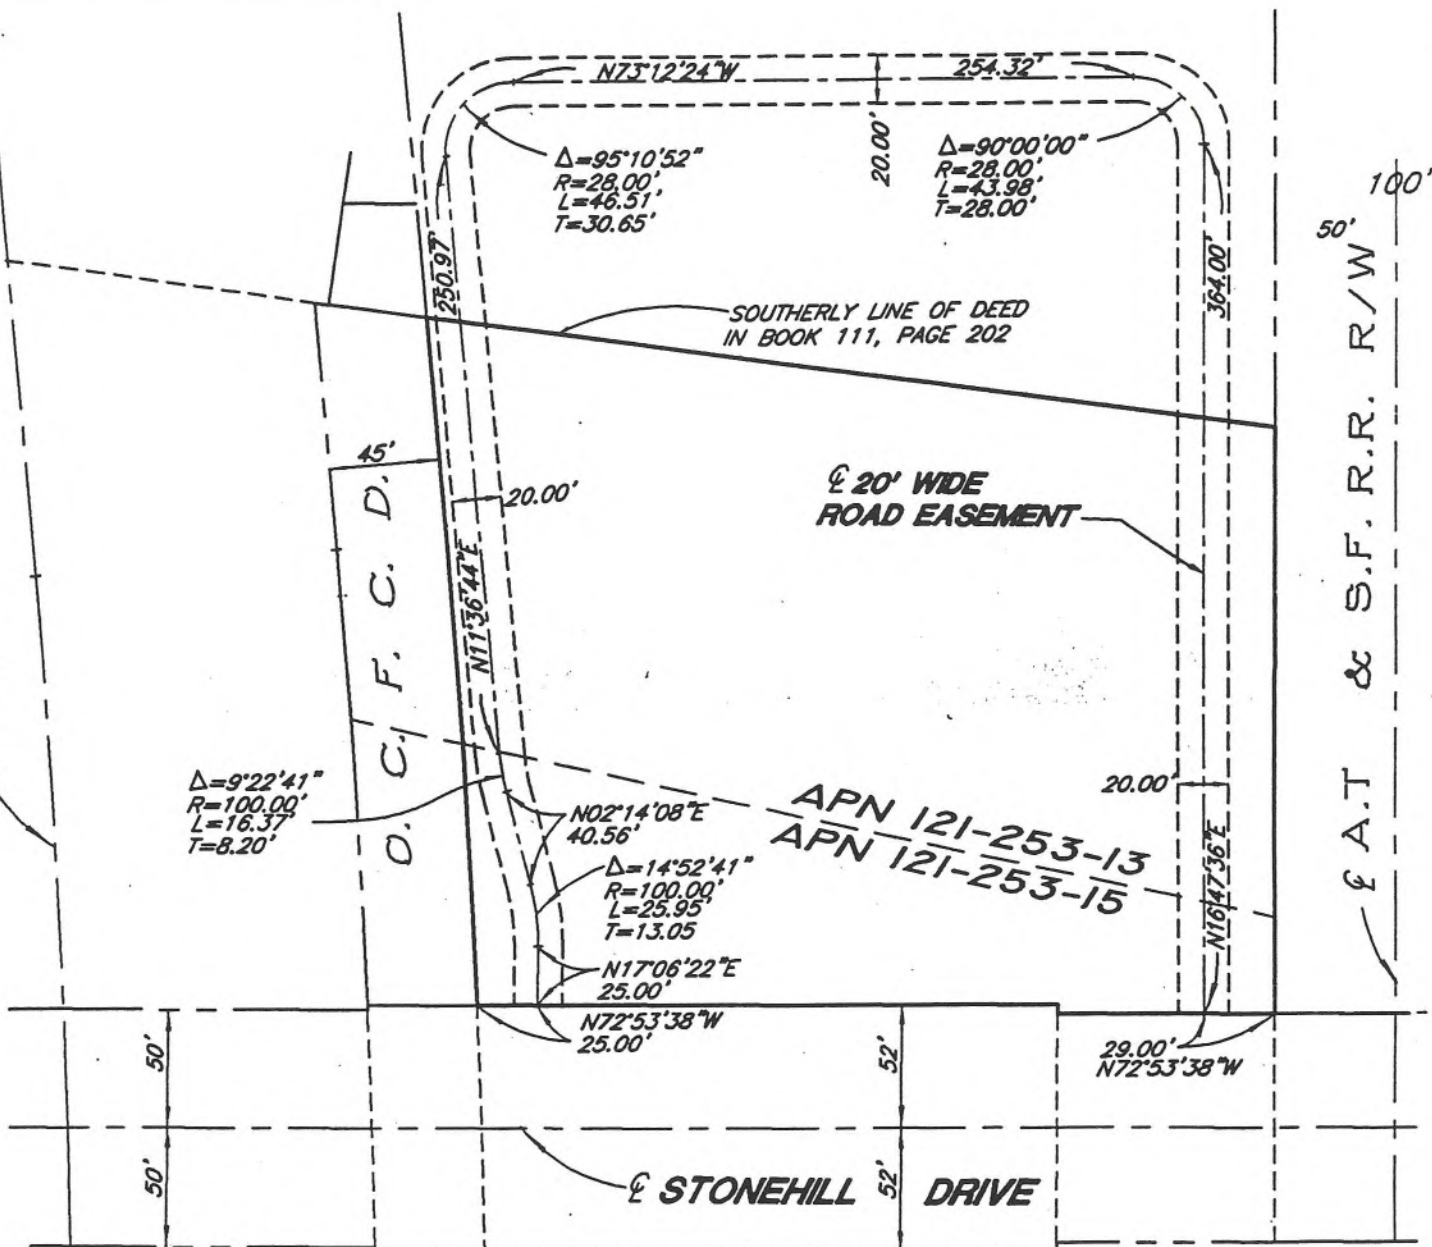 N73°12'24"W
254.32'
20.00'
Δ=95°10'52"
R=28.00'
L=46.51'
T=30.65'
Δ=90°00'00"
R=28.00'
L=43.98'
T=28.00'
100'
50'
250.97'
364.00'
SOUTHERLY LINE OF DEED
IN BOOK 111, PAGE 202
45'
20.00'
℄ 20' WIDE
ROAD EASEMENT
O. C. F. C. D.
N11°36'44"E
℄ A.T & S.F. R.R. R/W
Δ=9°22'41"
R=100.00'
L=16.37'
T=8.20'
N02°14'08"E
40.56'
20.00'
APN 121-253-13
APN 121-253-15
Δ=14°52'41"
R=100.00'
L=25.95'
T=13.05
N16°47'36"E
N17°06'22"E
25.00'
N72°53'38"W
25.00'
29.00'
N72°53'38"W
50'
52'
50'
52'
℄ STONEHILL DRIVE